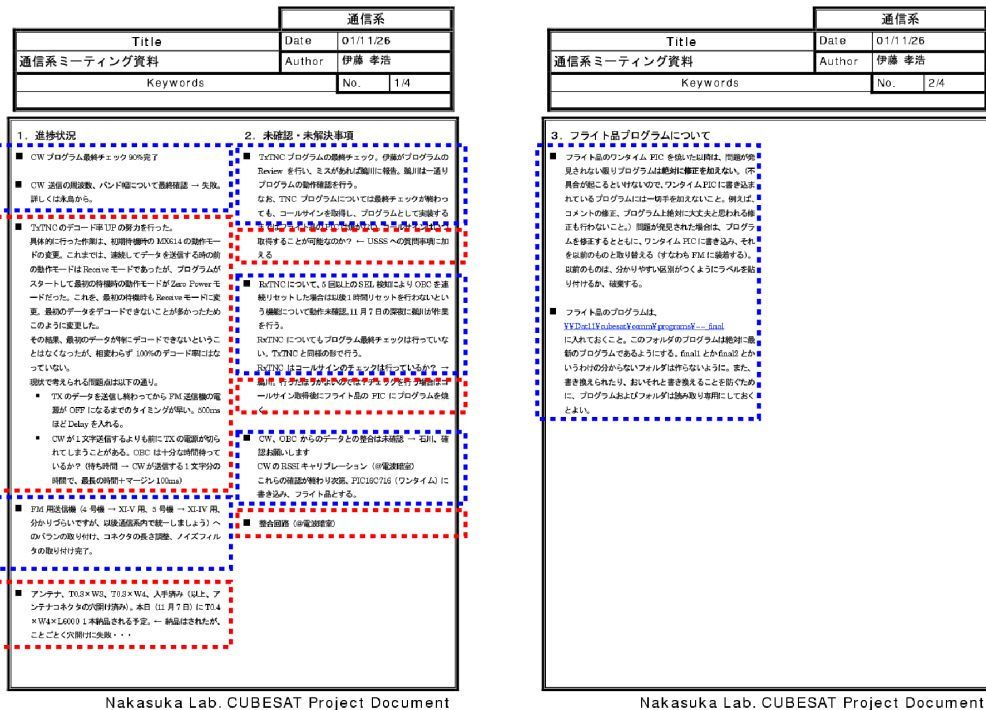 通信系
Title
Date 01/11/26
通信系ミーティング資料
Author 伊藤 孝浩
Keywords
No. 1/4
1. 進捗状況
■ CW プログラム最終チェック 90%完了
■ CW 送信の周波数、バンド幅について最終確認 → 失敗。
詳しくは永島から。
■ TxTNC のデコード率 UP の努力を行った。
具体的に行った作業は、初期待機時の MX614 の動作モー
ドの変更。これまでは、連続してデータを送信する時の前
の動作モードは Receive モードであったが、プログラムが
スタートして最初の待機時の動作モードが Zero Power モ
ードだった。これを、最初の待機時も Receive モードに変
更。最初のデータをデコードできないことが多かったため
このように変更した。
その結果、最初のデータが特にデコードできないというこ
とはなくなったが、相変わらず 100%のデコード率にはな
っていない。
現状で考えられる問題点は以下の通り。
▪ TX のデータを送信し終わってから FM 送信機の電
源が OFF になるまでのタイミングが早い。500ms
ほど Delay を入れる。
▪ CW が 1 文字送信するよりも前に TX の電源が切ら
れてしまうことがある。OBC は十分な時間待って
いるか？（待ち時間 → CW が送信する 1 文字分の
時間で、最長の時間＋マージン 100ms）
■ FM 用送信機（4 号機 → XI-V 用、5 号機 → XI-IV 用、
分かりづらいですが、以後通信系内で統一しましょう）へ
のバランの取り付け、コネクタの長さ調整、ノイズフィル
タの取り付け完了。
■ アンテナ、T0.3×W3、T0.3×W4、入手済み（以上、ア
ンテナコネクタの穴開け済み）。本日（11 月 7 日）に T0.4
×W4×L6000 1 本納品される予定。← 納品はされたが、
ことごとく穴開けに失敗・・・
2. 未確認・未解決事項
■ TxTNC プログラムの最終チェック。伊藤がプログラムの
Review を行い、ミスがあれば鶴川に報告。鶴川は一通り
プログラムの動作確認を行う。
なお、TNC プログラムについては最終チェックが終わっ
ても、コールサインを取得し、プログラムとして実装する
取得することが可能なのか？ ← USSS への質問事項に加
える
■ RxTNC について、5 回以上の SEL 検知により OBC を連
続リセットした場合は以後 1 時間リセットを行わないとい
う機能について動作未確認。11 月 7 日の深夜に鶴川が作業
を行う。
RxTNC についてもプログラム最終チェックは行っていな
い。TxTNC と同様の形で行う。
RxTNC はコールサインのチェックは行っているか？ →
ールサイン取得後にフライト品の PIC にプログラムを焼
く
■ CW、OBC からのデータとの整合は未確認 → 石川、確
認お願いします
CW の RSSI キャリブレーション（@電波暗室）
これらの確認が終わり次第、PIC16C716（ワンタイム）に
書き込み、フライト品とする。
■ 整合回路（@電波暗室）
Nakasuka Lab. CUBESAT Project Document
通信系
Title
Date 01/11/26
通信系ミーティング資料
Author 伊藤 孝浩
Keywords
No. 2/4
3. フライト品プログラムについて
■ フライト品のワンタイム PIC を焼いた以降は、問題が発
見されない限りプログラムは絶対に修正を加えない。（不
具合が起こるといけないので、ワンタイム PIC に書き込ま
れているプログラムには一切手を加えないこと。例えば、
コメントの修正、プログラム上絶対に大丈夫と思われる修
正も行わないこと。）問題が発見された場合は、プログラ
ムを修正するとともに、ワンタイム PIC に書き込み、それ
を以前のものと取り替える（すなわち FM に装着する）。
以前のものは、分かりやすい区別がつくようにラベルを貼
り付けるか、破棄する。
■ フライト品のプログラムは、
¥¥Dat11¥cubesat¥comm¥programs¥---_final
に入れておくこと。このフォルダのプログラムは絶対に最
新のプログラムであるようにする。final1 とか final2 とか
いうわけの分からないフォルダは作らないように。また、
書き換えられたり、おいそれと書き換えることを防ぐため
に、プログラムおよびフォルダは読み取り専用にしておく
とよい。
Nakasuka Lab. CUBESAT Project Document